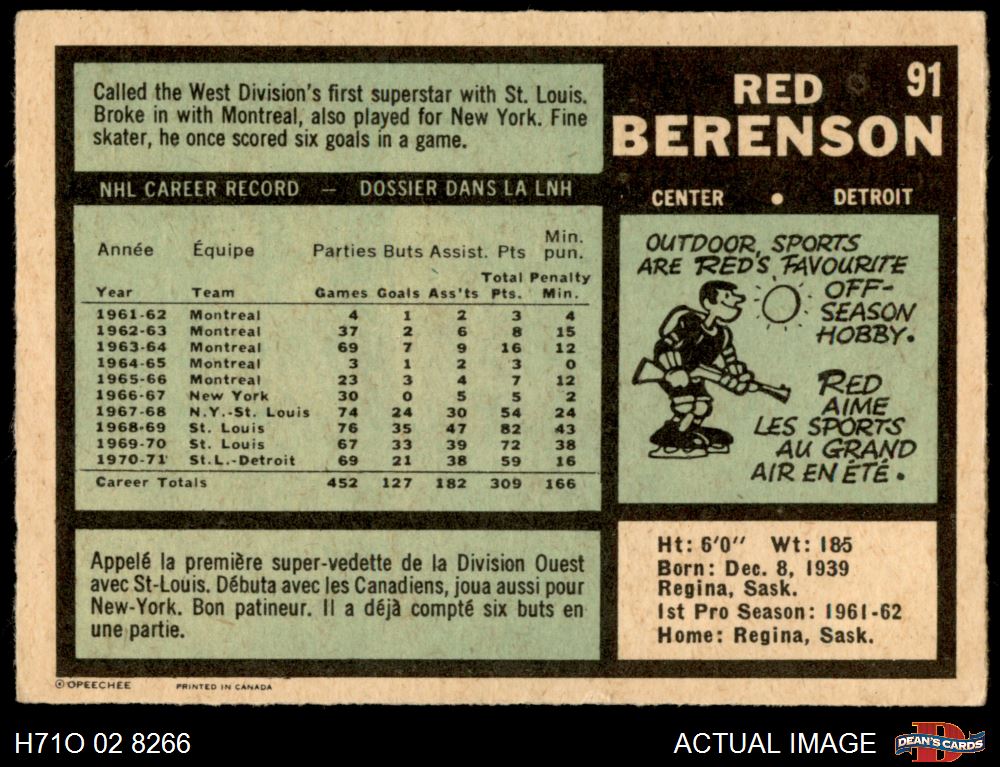 Called the West Division's first superstar with St. Louis.
Broke in with Montreal, also played for New York. Fine
skater, he once scored six goals in a game.
RED 91
BERENSON
CENTER • DETROIT
NHL CAREER RECORD — DOSSIER DANS LA LNH
Année Équipe Parties Buts Assist. Pts Min. pun.
Year Team Games Goals Ass'ts Total Pts. Penalty Min.
1961-62 Montreal 4 1 2 3 4
1962-63 Montreal 37 2 6 8 15
1963-64 Montreal 69 7 9 16 12
1964-65 Montreal 3 1 2 3 0
1965-66 Montreal 23 3 4 7 12
1966-67 New York 30 0 5 5 2
1967-68 N.Y.-St. Louis 74 24 30 54 24
1968-69 St. Louis 76 35 47 82 43
1969-70 St. Louis 67 33 39 72 38
1970-71 St.L.-Detroit 69 21 38 59 16
Career Totals 452 127 182 309 166
OUTDOOR SPORTS
ARE RED'S FAVOURITE
OFF-
SEASON
HOBBY.
RED
AIME
LES SPORTS
AU GRAND
AIR EN ÉTÉ.
Appelé la première super-vedette de la Division Ouest
avec St-Louis. Débuta avec les Canadiens, joua aussi pour
New-York. Bon patineur. Il a déjà compté six buts en
une partie.
Ht: 6'0" Wt: 185
Born: Dec. 8, 1939
Regina, Sask.
1st Pro Season: 1961-62
Home: Regina, Sask.
© OPEECHEE PRINTED IN CANADA
H71O 02 8266 ACTUAL IMAGE D DEAN'S CARDS